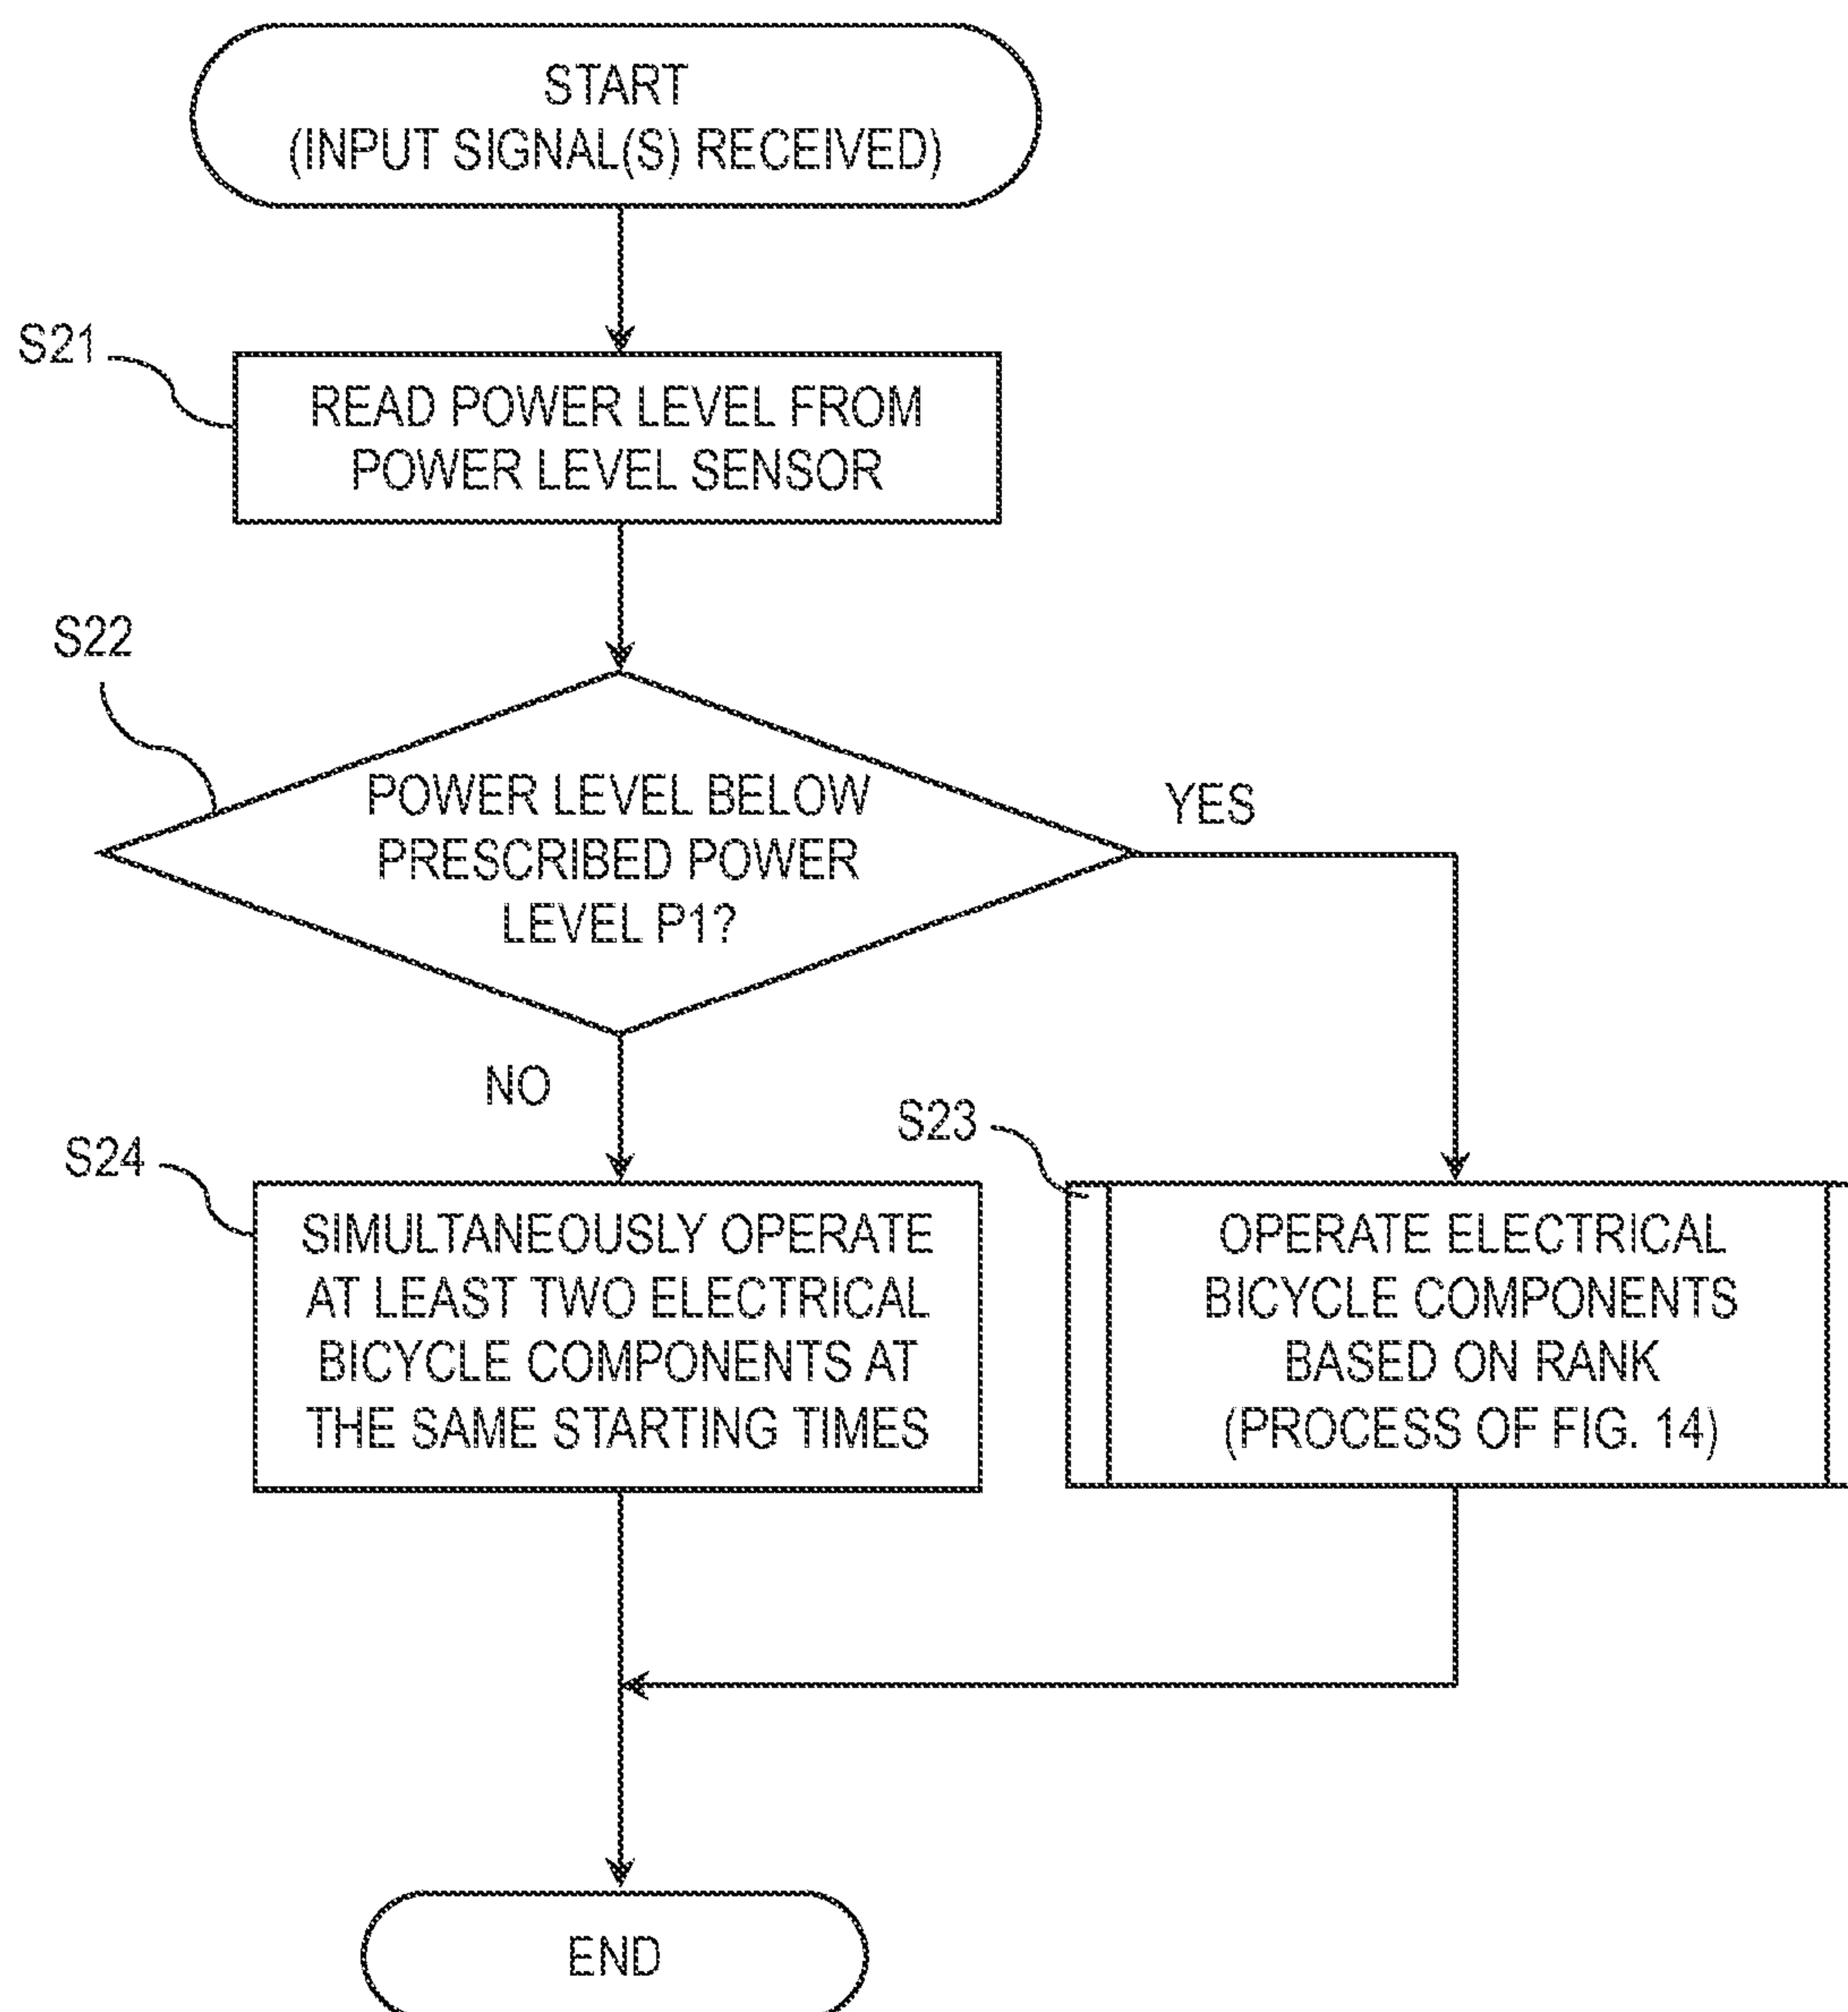 START
(INPUT SIGNAL(S) RECEIVED)
S21
READ POWER LEVEL FROM
POWER LEVEL SENSOR
S22
POWER LEVEL BELOW
PRESCRIBED POWER
LEVEL P1?
YES
NO
S24
SIMULTANEOUSLY OPERATE
AT LEAST TWO ELECTRICAL
BICYCLE COMPONENTS AT
THE SAME STARTING TIMES
S23
OPERATE ELECTRICAL
BICYCLE COMPONENTS
BASED ON RANK
(PROCESS OF FIG. 14)
END